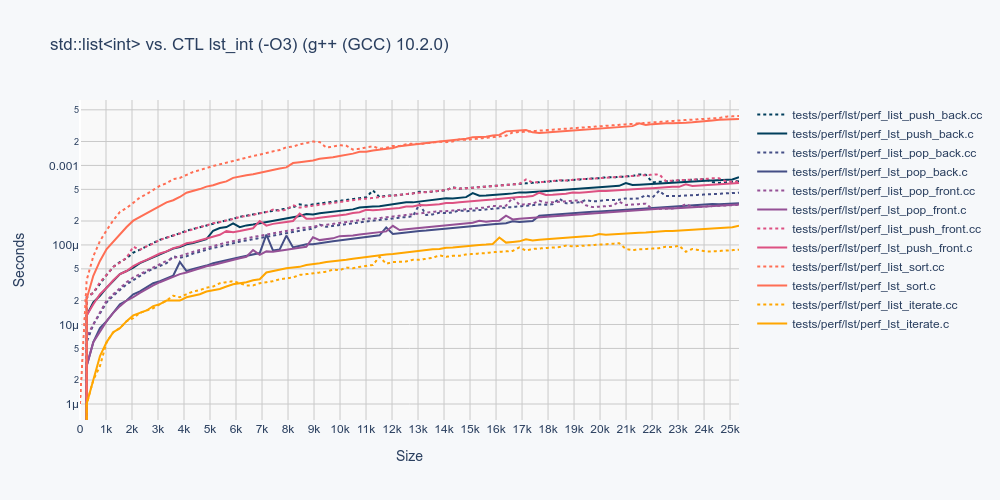 std::list<int> vs. CTL lst_int (-O3) (g++ (GCC) 10.2.0)
5
2
0.001
5
2
100μ
5
2
10μ
5
2
1μ
0 1k 2k 3k 4k 5k 6k 7k 8k 9k 10k 11k 12k 13k 14k 15k 16k 17k 18k 19k 20k 21k 22k 23k 24k 25k
Size
Seconds
tests/perf/lst/perf_list_push_back.cc
tests/perf/lst/perf_lst_push_back.c
tests/perf/lst/perf_list_pop_back.cc
tests/perf/lst/perf_lst_pop_back.c
tests/perf/lst/perf_list_pop_front.cc
tests/perf/lst/perf_lst_pop_front.c
tests/perf/lst/perf_list_push_front.cc
tests/perf/lst/perf_lst_push_front.c
tests/perf/lst/perf_list_sort.cc
tests/perf/lst/perf_lst_sort.c
tests/perf/lst/perf_list_iterate.cc
tests/perf/lst/perf_lst_iterate.c